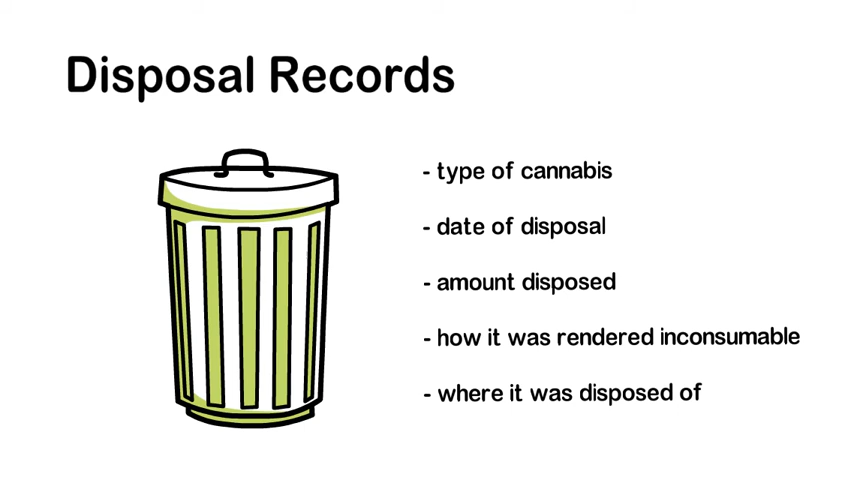 Disposal Records
- type of cannabis
- date of disposal
- amount disposed
- how it was rendered inconsumable
- where it was disposed of